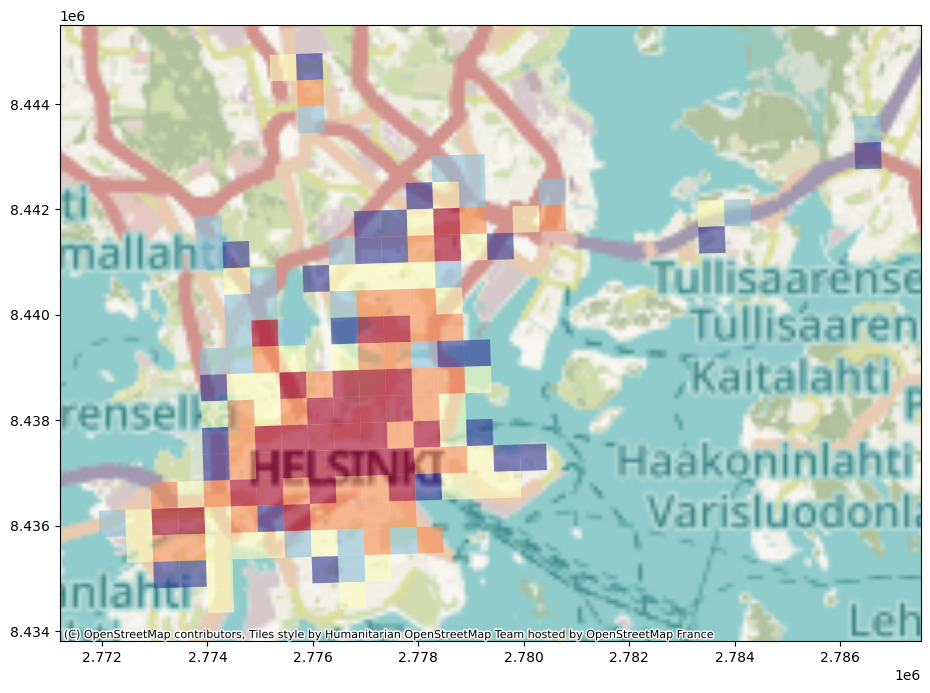 1e6
8.444
8.442
8.440
8.438
8.436
8.434
ti
mallahti
Tullisaarense
Tullisaaren
Kaitalahti
renselka
HELSINKI
Haakoninlahti
Varisluodonla
nlahti
Leh
(C) OpenStreetMap contributors, Tiles style by Humanitarian OpenStreetMap Team hosted by OpenStreetMap France
2.772 2.774 2.776 2.778 2.780 2.782 2.784 2.786
1e6